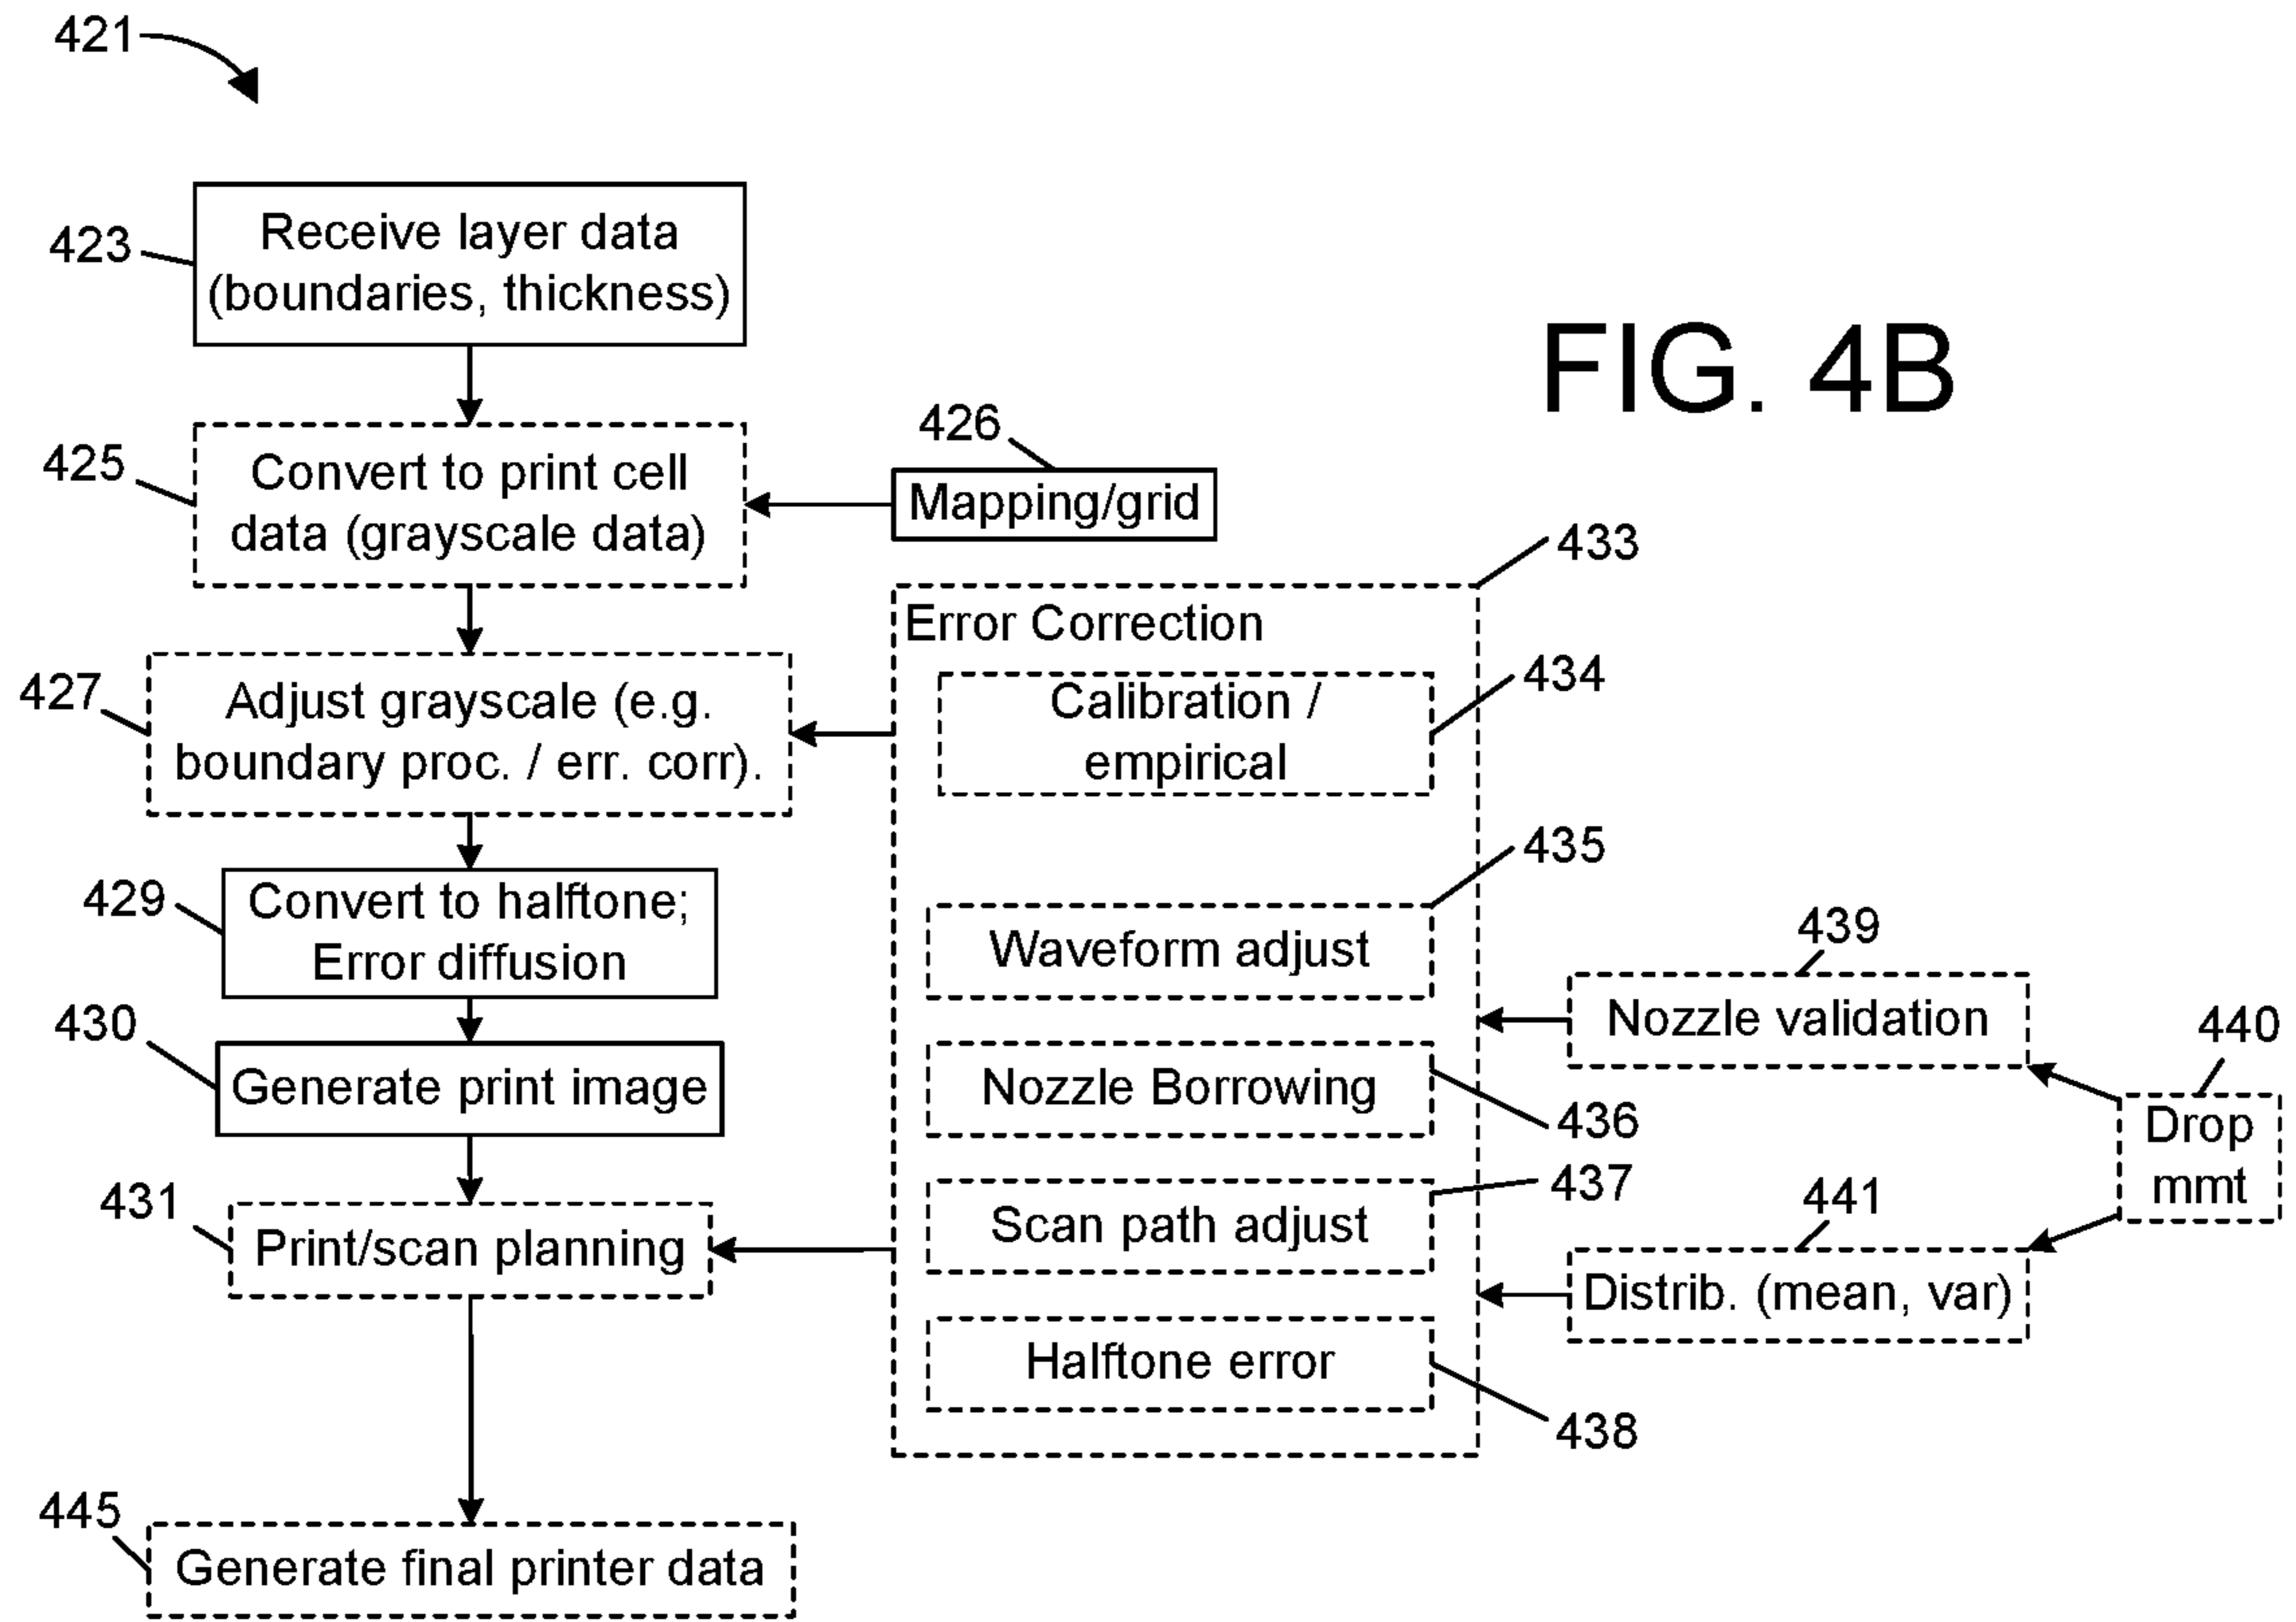 421
423
Receive layer data
(boundaries, thickness)
FIG. 4B
425
Convert to print cell
data (grayscale data)
426
Mapping/grid
427
Adjust grayscale (e.g.
boundary proc. / err. corr).
433
Error Correction
434
Calibration /
empirical
429
Convert to halftone;
Error diffusion
435
Waveform adjust
430
Generate print image
436
Nozzle Borrowing
439
Nozzle validation
440
Drop
mmt
431
Print/scan planning
437
Scan path adjust
441
Distrib. (mean, var)
438
Halftone error
445
Generate final printer data